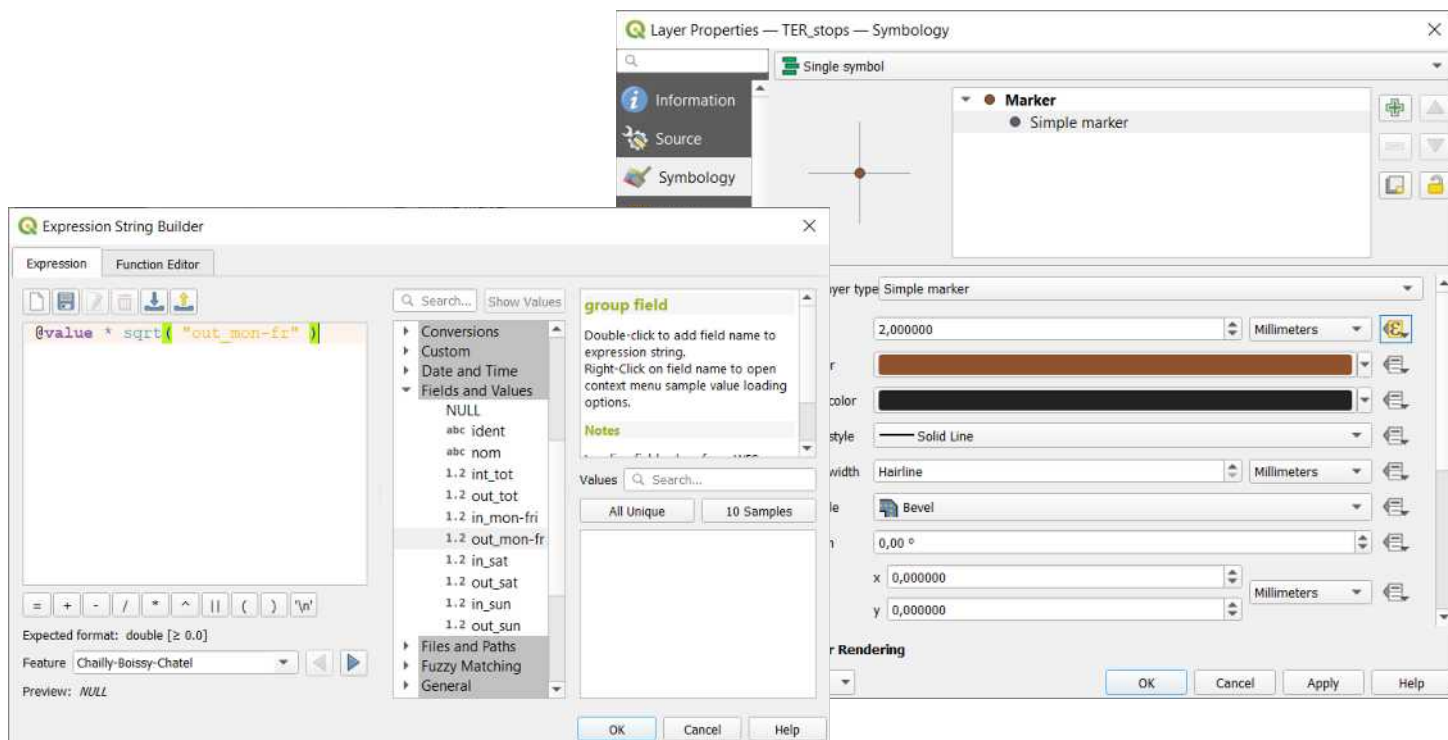 Layer Properties — TER_stops — Symbology
Single symbol
Information
Source
Symbology
Marker
Simple marker
Expression String Builder
Expression
Function Editor
@value * sqrt( "out_mon-fr" )
= + - / * ^ || ( ) '\n'
Expected format: double [≥ 0.0]
Feature Chailly-Boissy-Chatel
Preview: NULL
Search... Show Values
Conversions
Custom
Date and Time
Fields and Values
NULL
abc ident
abc nom
1.2 int_tot
1.2 out_tot
1.2 in_mon-fri
1.2 out_mon-fr
1.2 in_sat
1.2 out_sat
1.2 in_sun
1.2 out_sun
Files and Paths
Fuzzy Matching
General
group field
Double-click to add field name to
expression string.
Right-Click on field name to open
context menu sample value loading
options.
Notes
Values Search...
All Unique 10 Samples
OK Cancel Help
yer type Simple marker
2,000000 Millimeters
r
color
style Solid Line
width Hairline Millimeters
le Bevel
n 0,00 °
x 0,000000
Millimeters
y 0,000000
r Rendering
OK Cancel Apply Help